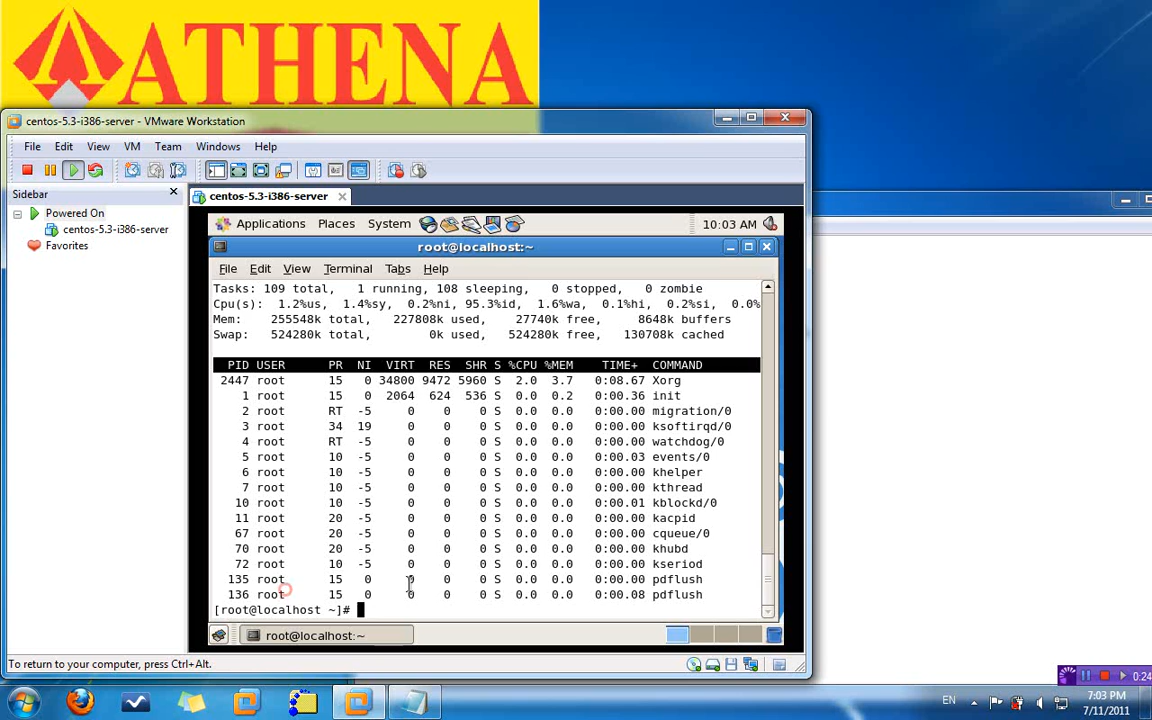 ATHENA
centos-5.3-i386-server - VMware Workstation
File Edit View VM Team Windows Help
Sidebar
Powered On
centos-5.3-i386-server
Favorites
centos-5.3-i386-server
Applications Places System 10:03 AM
root@localhost:~
File Edit View Terminal Tabs Help
Tasks: 109 total, 1 running, 108 sleeping, 0 stopped, 0 zombie
Cpu(s): 1.2%us, 1.4%sy, 0.2%ni, 95.3%id, 1.6%wa, 0.1%hi, 0.2%si, 0.0%
Mem: 255548k total, 227808k used, 27740k free, 8648k buffers
Swap: 524280k total, 0k used, 524280k free, 130708k cached
PID USER PR NI VIRT RES SHR S %CPU %MEM TIME+ COMMAND
2447 root 15 0 34800 9472 5960 S 2.0 3.7 0:08.67 Xorg
1 root 15 0 2064 624 536 S 0.0 0.2 0:00.36 init
2 root RT -5 0 0 0 S 0.0 0.0 0:00.00 migration/0
3 root 34 19 0 0 0 S 0.0 0.0 0:00.00 ksoftirqd/0
4 root RT -5 0 0 0 S 0.0 0.0 0:00.00 watchdog/0
5 root 10 -5 0 0 0 S 0.0 0.0 0:00.03 events/0
6 root 10 -5 0 0 0 S 0.0 0.0 0:00.00 khelper
7 root 10 -5 0 0 0 S 0.0 0.0 0:00.00 kthread
10 root 10 -5 0 0 0 S 0.0 0.0 0:00.01 kblockd/0
11 root 20 -5 0 0 0 S 0.0 0.0 0:00.00 kacpid
67 root 20 -5 0 0 0 S 0.0 0.0 0:00.00 cqueue/0
70 root 20 -5 0 0 0 S 0.0 0.0 0:00.00 khubd
72 root 10 -5 0 0 0 S 0.0 0.0 0:00.00 kseriod
135 root 15 0 0 0 0 S 0.0 0.0 0:00.00 pdflush
136 root 15 0 0 0 0 S 0.0 0.0 0:00.08 pdflush
[root@localhost ~]#
root@localhost:~
To return to your computer, press Ctrl+Alt.
0:24
EN
7:03 PM
7/11/2011